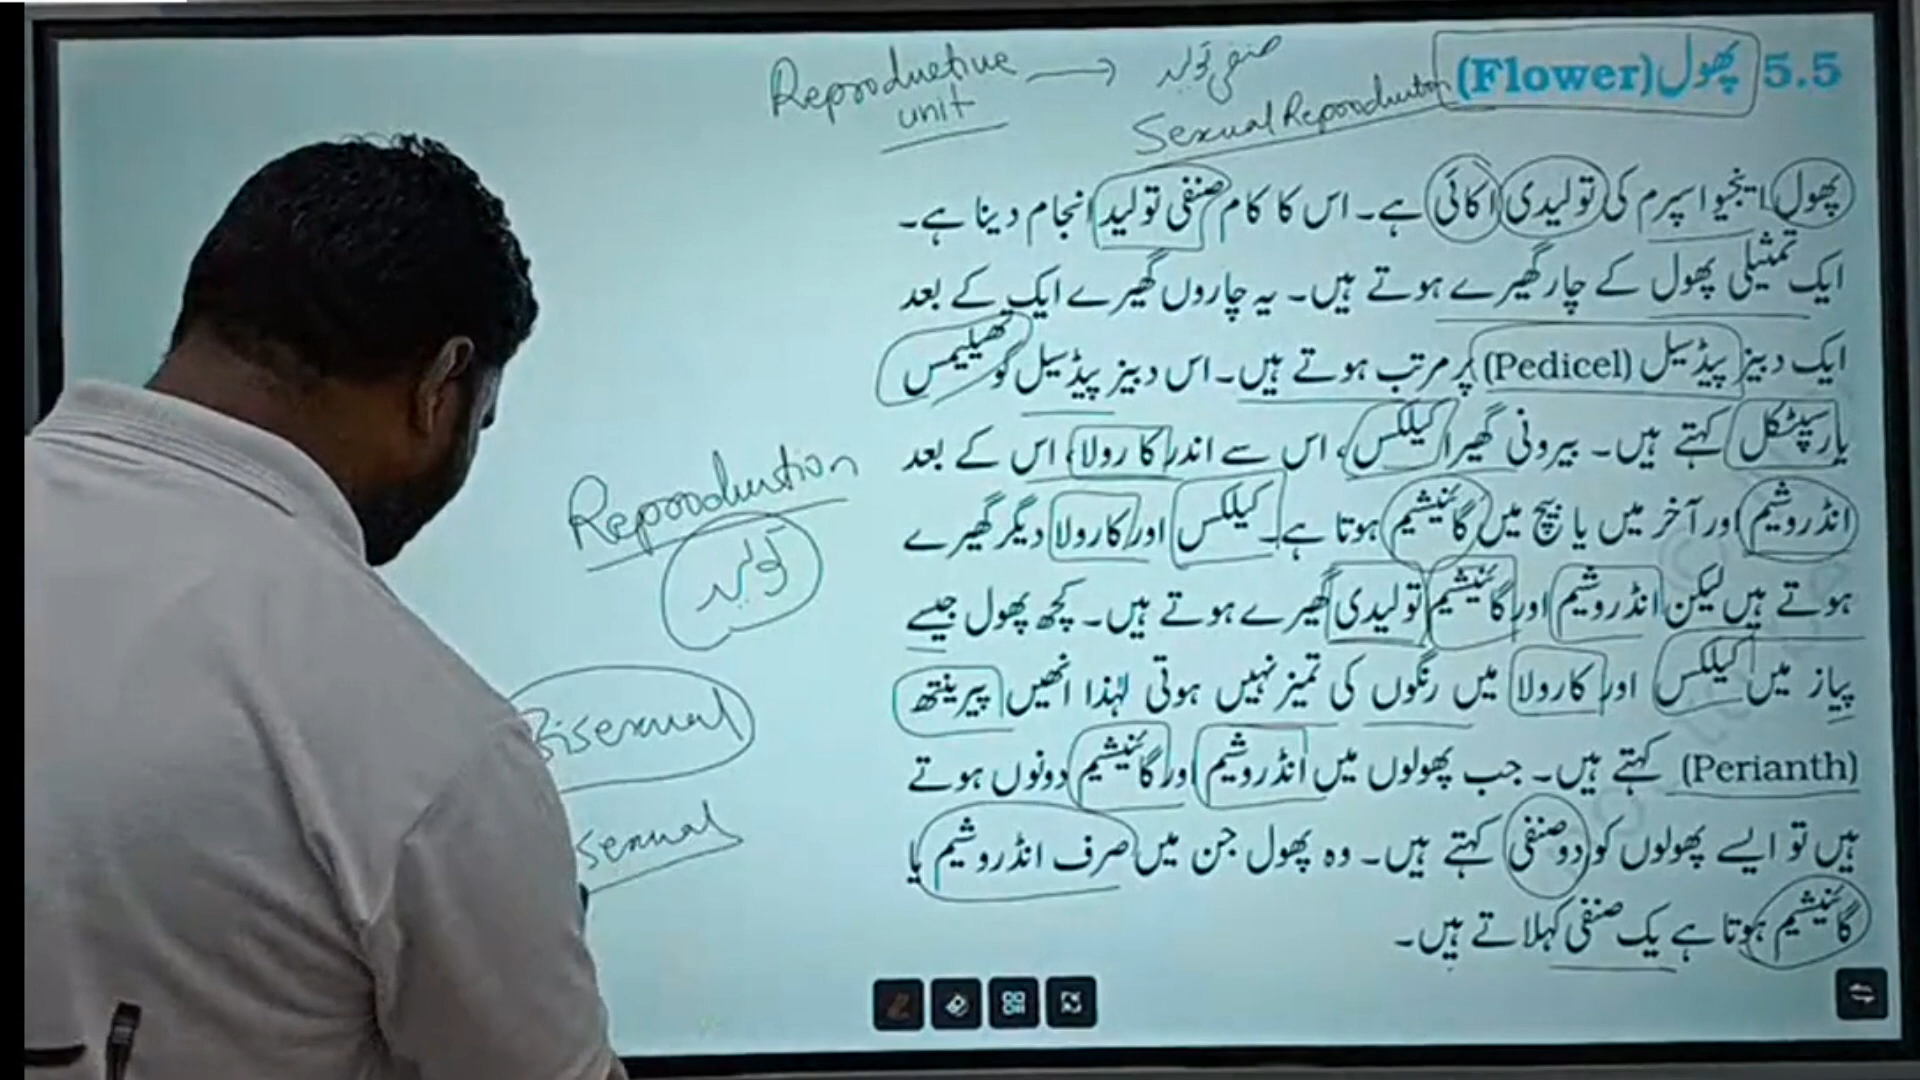 5.5 پھول (Flower)
Reproductive → صنفی تولید
unit
Sexual Reproduction
پھول اینجیو اسپرم کی تولیدی اکائی ہے۔ اس کا کام صنفی تولید انجام دینا ہے۔
ایک تمثیلی پھول کے چار گھیرے ہوتے ہیں۔ یہ چاروں گھیرے ایک کے بعد
ایک دبیز پیڈسیل (Pedicel) پر مرتب ہوتے ہیں۔ اس دبیز پیڈسیل کو تھیلیمس
یا رسپٹکل کہتے ہیں۔ بیرونی گھیرا کیلکس، اس سے اندر کارولا، اس کے بعد
انڈروشیم اور آخر میں یا بیچ میں گائنیشیم ہوتا ہے۔ کیلکس اور کارولا دیگر گھیرے
ہوتے ہیں لیکن انڈروشیم اور گائنیشیم تولیدی گھیرے ہوتے ہیں۔ کچھ پھول جیسے
پیاز میں کیلکس اور کارولا میں رنگوں کی تمیز نہیں ہوتی لہٰذا انھیں پیرینتھ
(Perianth) کہتے ہیں۔ جب پھولوں میں انڈروشیم اور گائنیشیم دونوں ہوتے
ہیں تو ایسے پھولوں کو دو صنفی کہتے ہیں۔ وہ پھول جن میں صرف انڈروشیم یا
گائنیشیم ہوتا ہے یک صنفی کہلاتے ہیں۔
Reproduction
تولید
Bisexual
sexual